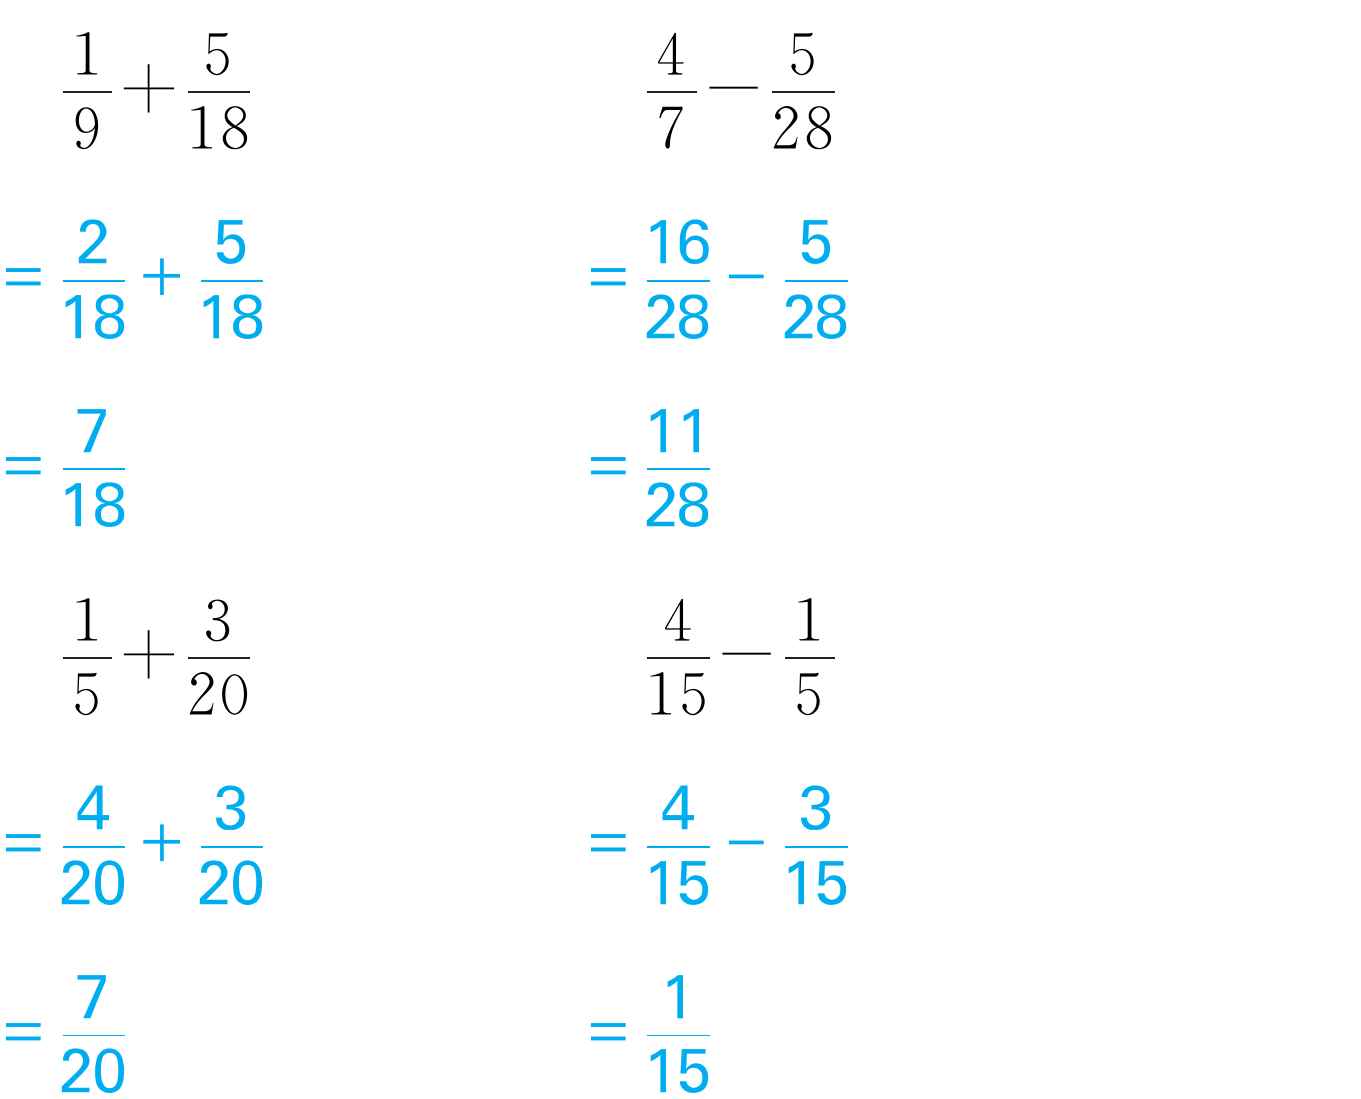 1/9 + 5/18
= 2/18 + 5/18
= 7/18
4/7 − 5/28
= 16/28 − 5/28
= 11/28
1/5 + 3/20
= 4/20 + 3/20
= 7/20
4/15 − 1/5
= 4/15 − 3/15
= 1/15